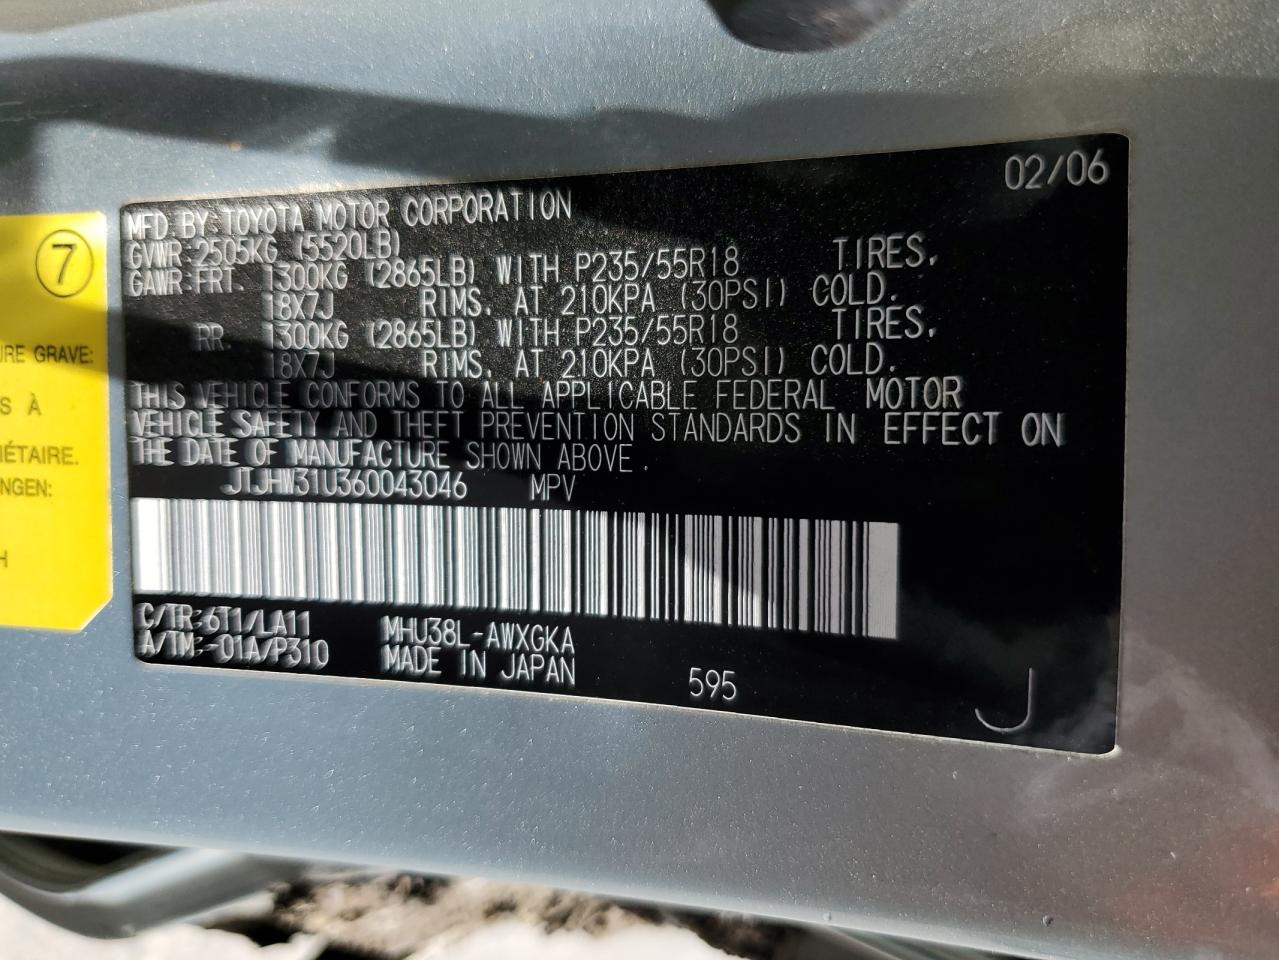 7
URE GRAVE:
S À
IÉTAIRE.
NGEN:
H
02/06
MFD BY: TOYOTA MOTOR CORPORATION
GVWR 2505KG (5520LB)
GAWR:FRT. 1300KG (2865LB) WITH P235/55R18 TIRES,
18X7J RIMS, AT 210KPA (30PSI) COLD.
RR. 1300KG (2865LB) WITH P235/55R18 TIRES,
18X7J RIMS, AT 210KPA (30PSI) COLD.
THIS VEHICLE CONFORMS TO ALL APPLICABLE FEDERAL MOTOR
VEHICLE SAFETY AND THEFT PREVENTION STANDARDS IN EFFECT ON
THE DATE OF MANUFACTURE SHOWN ABOVE.
JTJHW31U360043046 MPV
C/TR:6T1/LA11 MHU38L-AWXGKA
A/TM:-01A/P310 MADE IN JAPAN
595
J